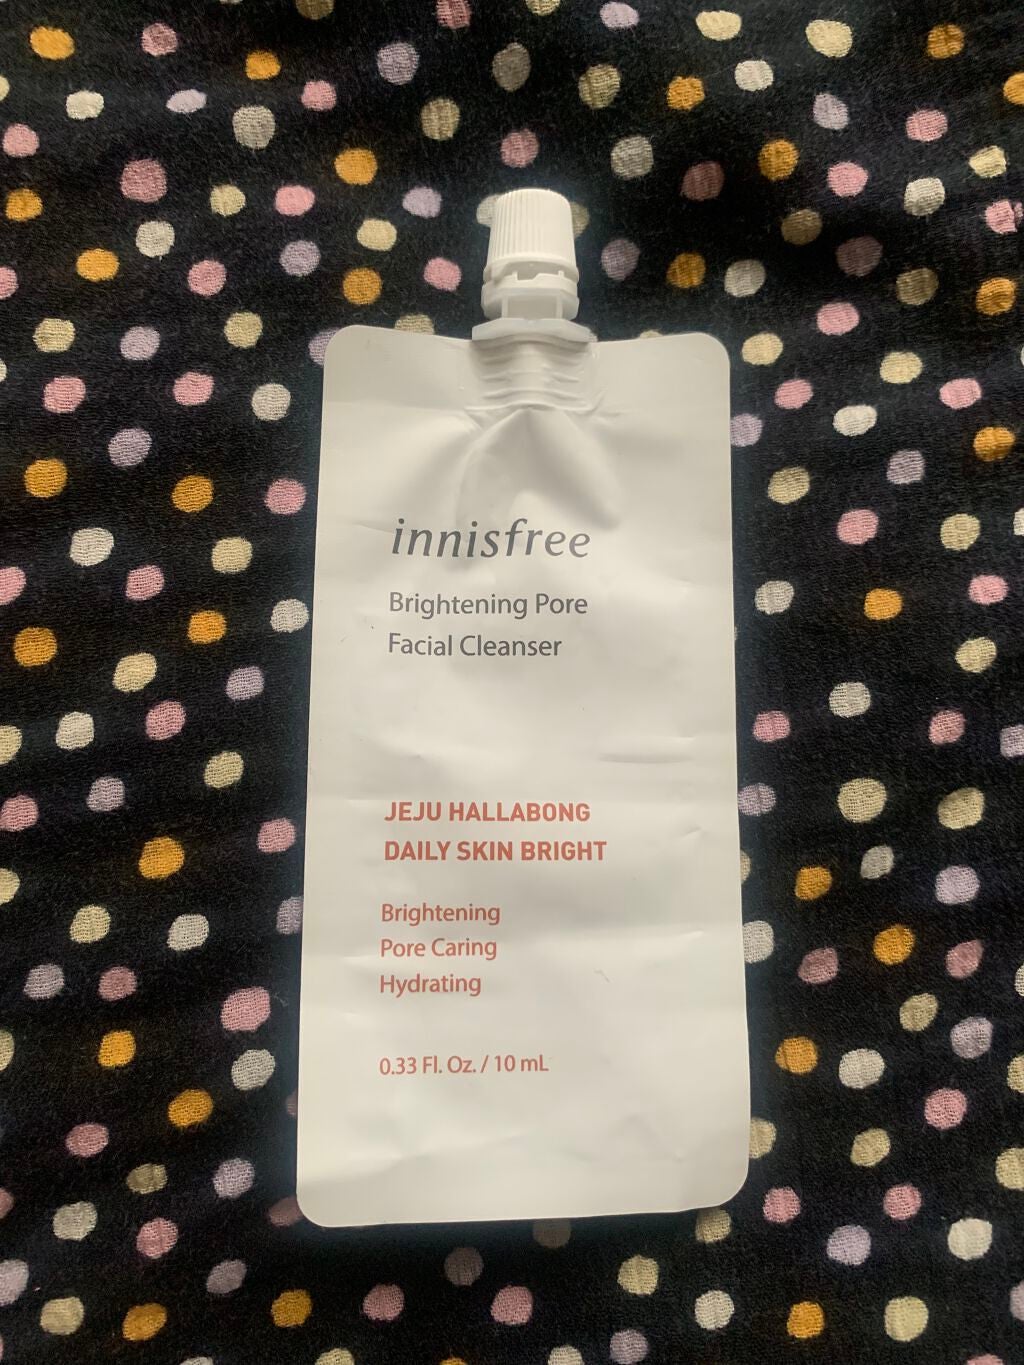 innisfree
Brightening Pore
Facial Cleanser
JEJU HALLABONG
DAILY SKIN BRIGHT
Brightening
Pore Caring
Hydrating
0.33 Fl. Oz. / 10 mL